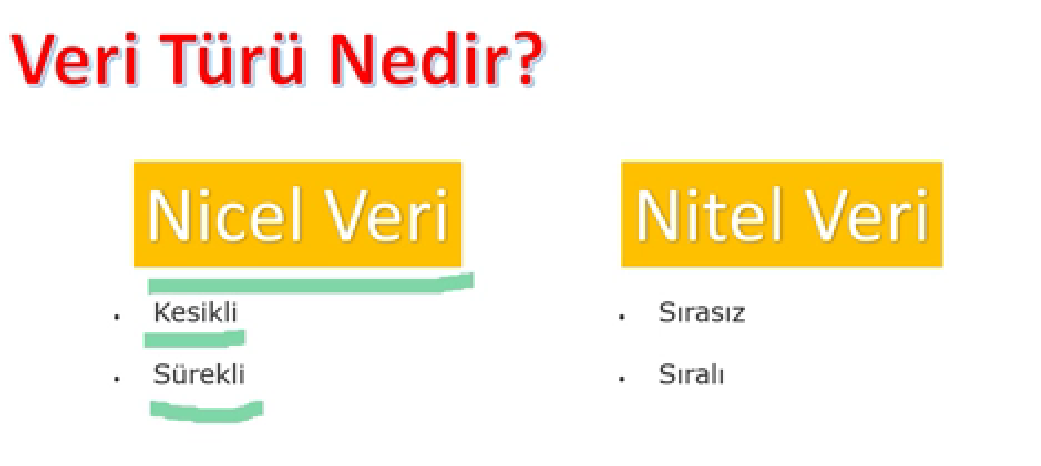 Veri Türü Nedir?
Nicel Veri
• Kesikli
• Sürekli
Nitel Veri
• Sırasız
• Sıralı